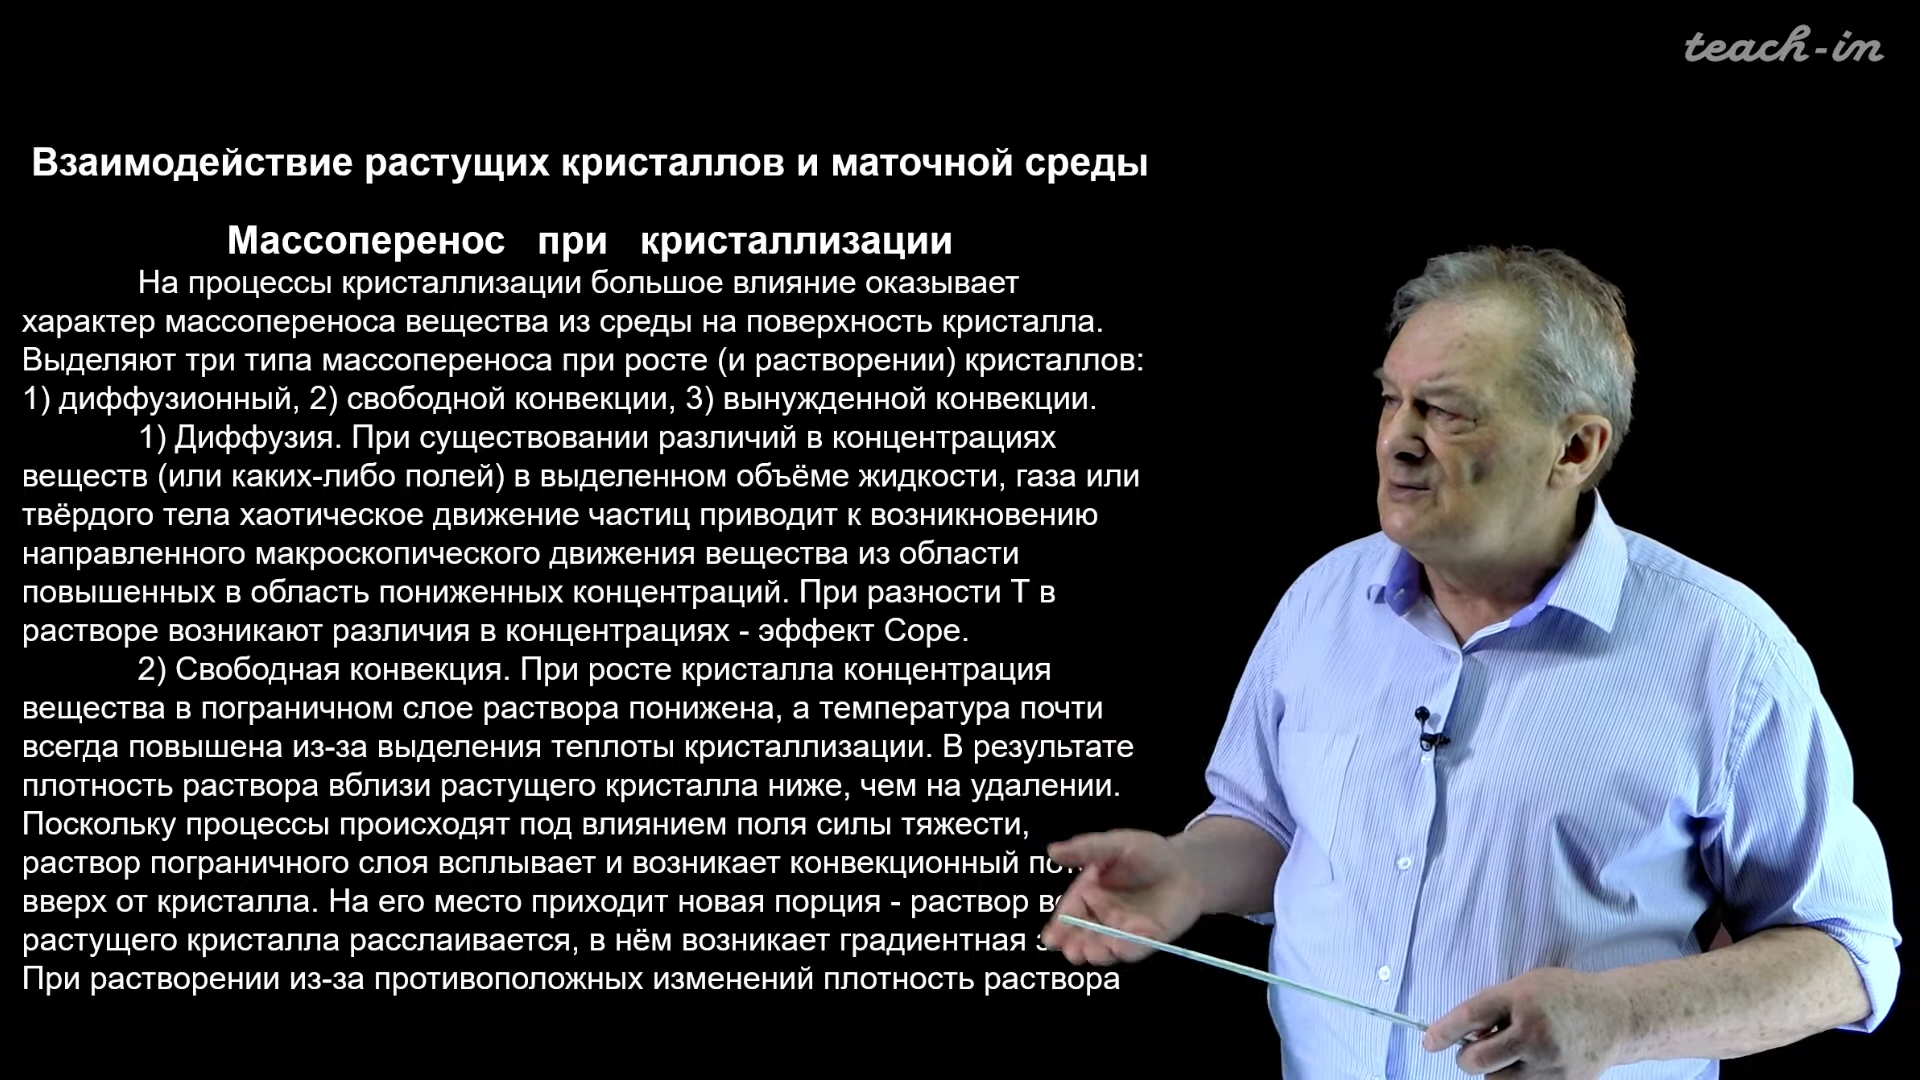 teach-in
Взаимодействие растущих кристаллов и маточной среды
Массоперенос при кристаллизации
На процессы кристаллизации большое влияние оказывает
характер массопереноса вещества из среды на поверхность кристалла.
Выделяют три типа массопереноса при росте (и растворении) кристаллов:
1) диффузионный, 2) свободной конвекции, 3) вынужденной конвекции.
1) Диффузия. При существовании различий в концентрациях
веществ (или каких-либо полей) в выделенном объёме жидкости, газа или
твёрдого тела хаотическое движение частиц приводит к возникновению
направленного макроскопического движения вещества из области
повышенных в область пониженных концентраций. При разности Т в
растворе возникают различия в концентрациях - эффект Соре.
2) Свободная конвекция. При росте кристалла концентрация
вещества в пограничном слое раствора понижена, а температура почти
всегда повышена из-за выделения теплоты кристаллизации. В результате
плотность раствора вблизи растущего кристалла ниже, чем на удалении.
Поскольку процессы происходят под влиянием поля силы тяжести,
раствор пограничного слоя всплывает и возникает конвекционный
вверх от кристалла. На его место приходит новая порция - раствор
растущего кристалла расслаивается, в нём возникает градиентная
При растворении из-за противоположных изменений плотность раствора